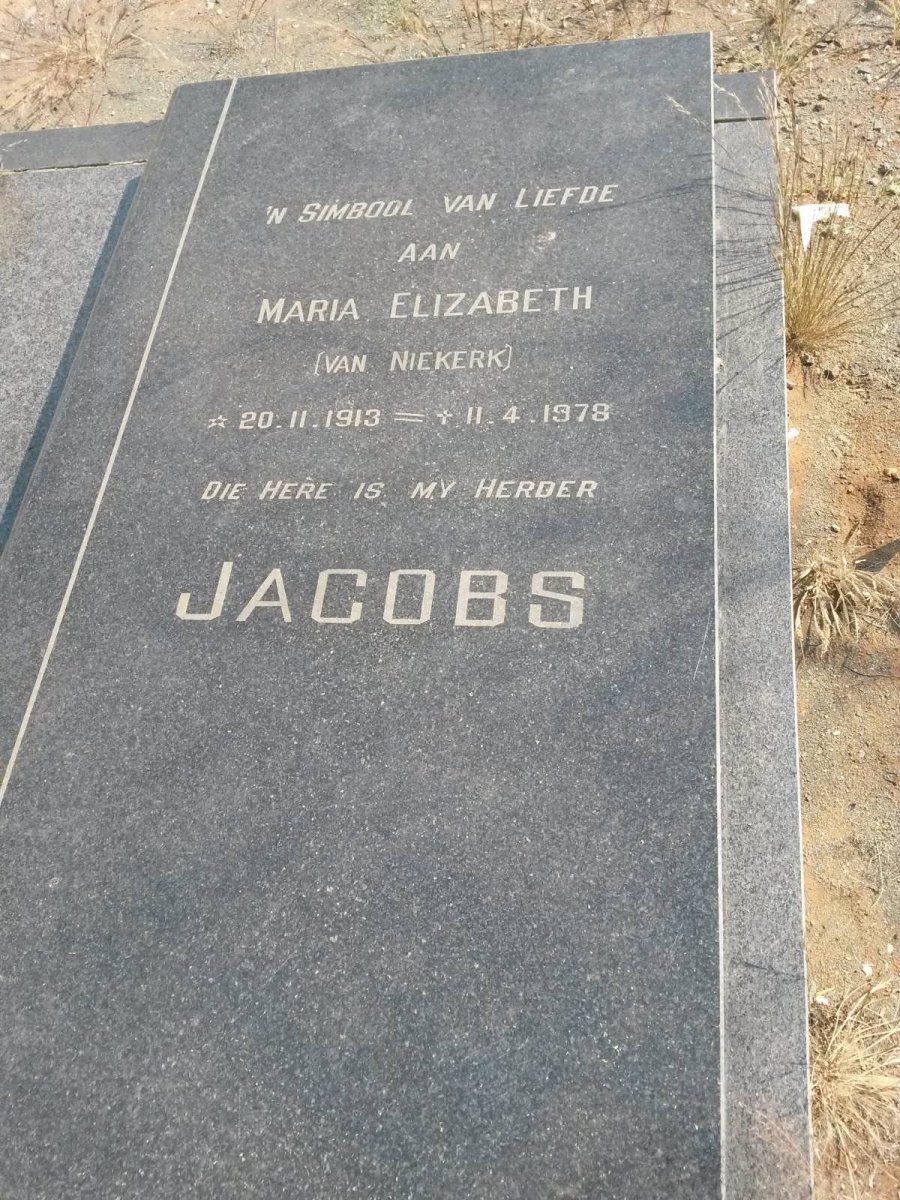 'N SIMBOOL VAN LIEFDE
AAN
MARIA ELIZABETH
(VAN NIEKERK)
☆ 20.11.1913 = ✝ 11.4.1978
DIE HERE IS MY HERDER
JACOBS